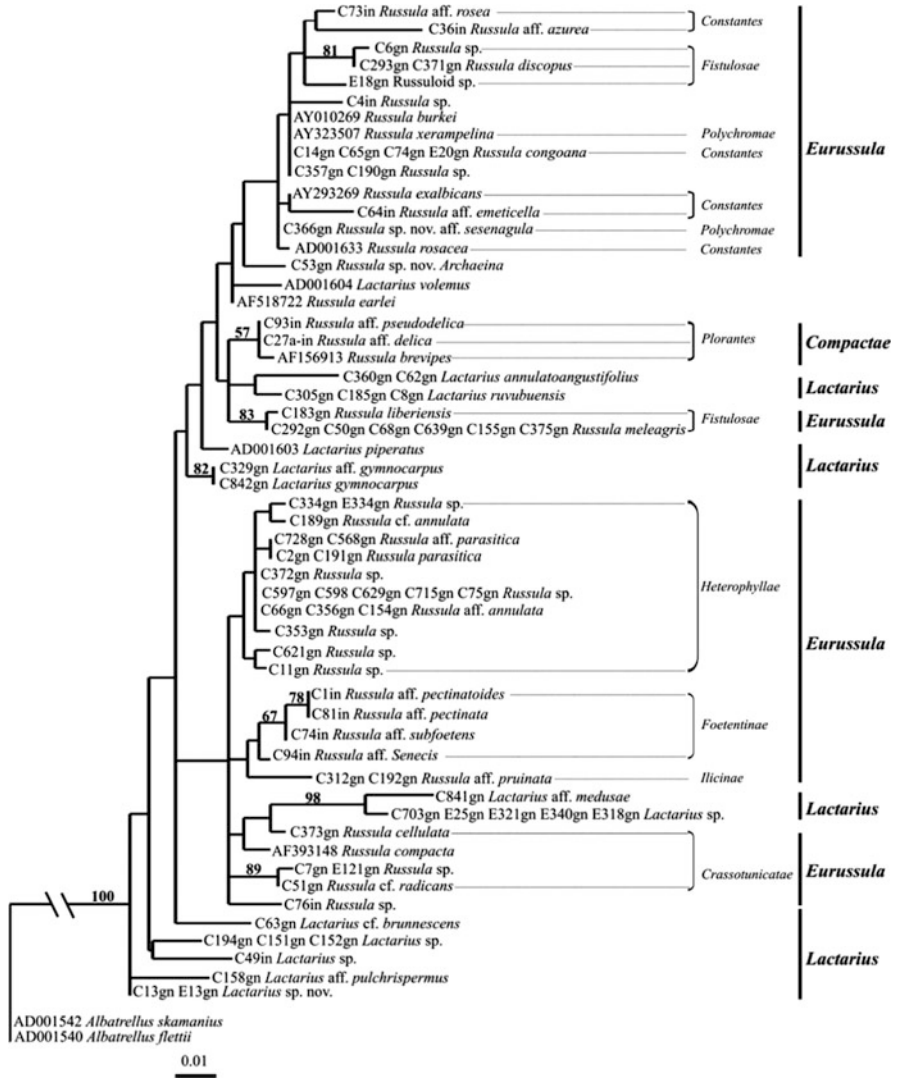 C73in Russula aff. rosea
Constantes
C36in Russula aff. azurea
81
C6gn Russula sp.
C293gn C371gn Russula discopus
Fistulosae
E18gn Russuloid sp.
C4in Russula sp.
AY010269 Russula burkei
AY323507 Russula xerampelina
Polychromae
Eurussula
C14gn C65gn C74gn E20gn Russula congoana
Constantes
C357gn C190gn Russula sp.
AY293269 Russula exalbicans
Constantes
C64in Russula aff. emeticella
C366gn Russula sp. nov. aff. sesenagula
Polychromae
AD001633 Russula rosacea
Constantes
C53gn Russula sp. nov. Archaeina
AD001604 Lactarius volemus
AF518722 Russula earlei
C93in Russula aff. pseudodelica
57
C27a-in Russula aff. delica
Plorantes
Compactae
AF156913 Russula brevipes
C360gn C62gn Lactarius annulatoangustifolius
Lactarius
C305gn C185gn C8gn Lactarius ruvubuensis
83
C183gn Russula liberiensis
Fistulosae
Eurussula
C292gn C50gn C68gn C639gn C155gn C375gn Russula meleagris
AD001603 Lactarius piperatus
82
C329gn Lactarius aff. gymnocarpus
Lactarius
C842gn Lactarius gymnocarpus
C334gn E334gn Russula sp.
C189gn Russula cf. annulata
C728gn C568gn Russula aff. parasitica
C2gn C191gn Russula parasitica
C372gn Russula sp.
Heterophyllae
C597gn C598 C629gn C715gn C75gn Russula sp.
C66gn C356gn C154gn Russula aff. annulata
C353gn Russula sp.
Eurussula
C621gn Russula sp.
C11gn Russula sp.
78
C1in Russula aff. pectinatoides
67
C81in Russula aff. pectinata
Foetentinae
C74in Russula aff. subfoetens
C94in Russula aff. Senecis
C312gn C192gn Russula aff. pruinata
Ilicinae
98
C841gn Lactarius aff. medusae
Lactarius
C703gn E25gn E321gn E340gn E318gn Lactarius sp.
C373gn Russula cellulata
AF393148 Russula compacta
89
C7gn E121gn Russula sp.
Crassotunicatae
Eurussula
C51gn Russula cf. radicans
100
C76in Russula sp.
C63gn Lactarius cf. brunnescens
C194gn C151gn C152gn Lactarius sp.
C49in Lactarius sp.
Lactarius
C158gn Lactarius aff. pulchrispermus
C13gn E13gn Lactarius sp. nov.
AD001542 Albatrellus skamanius
AD001540 Albatrellus flettii
0.01